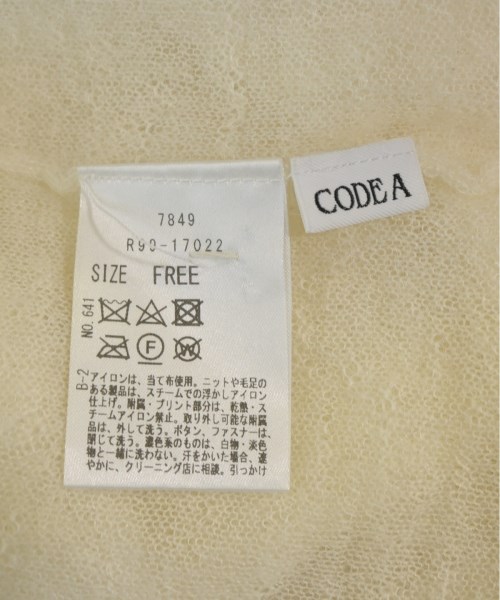 CODE A
7849
R90-17022
SIZE FREE
NO.641
F
W
B-2
アイロンは、当て布使用。ニットや毛足の
ある製品は、スチームでの浮かしアイロン
仕上げ。附属・プリント部分は、乾熱・ス
チームアイロン禁止。取り外し可能な附属
品は、外して洗う。ボタン、ファスナーは、
閉じて洗う。濃色系のものは、白物・淡色
物と一緒に洗わない。汗をかいた場合、速
やかに、クリーニング店に相談。引っかけ